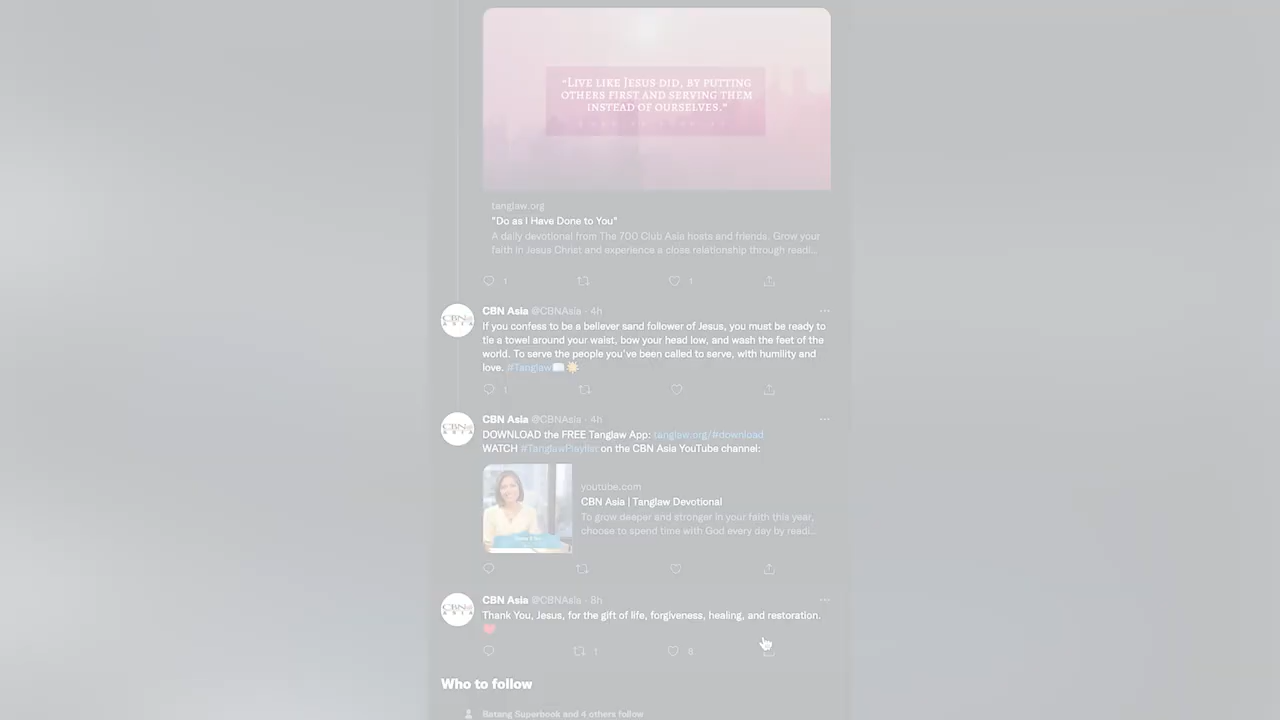 “LIVE LIKE JESUS DID, BY PUTTING
OTHERS FIRST AND SERVING THEM
INSTEAD OF OURSELVES.”
tanglaw.org
"Do as I Have Done to You"
A daily devotional from The 700 Club Asia hosts and friends. Grow your
faith in Jesus Christ and experience a close relationship through readi...
1
1
CBN Asia @CBNAsia · 4h
If you confess to be a believer sand follower of Jesus, you must be ready to
tie a towel around your waist, bow your head low, and wash the feet of the
world. To serve the people you've been called to serve, with humility and
love. #Tanglaw
1
CBN Asia @CBNAsia · 4h
DOWNLOAD the FREE Tanglaw App: tanglaw.org/#download
WATCH #TanglawPlaylist on the CBN Asia YouTube channel:
youtube.com
CBN Asia | Tanglaw Devotional
To grow deeper and stronger in your faith this year,
choose to spend time with God every day by readi...
CBN Asia @CBNAsia · 8h
Thank You, Jesus, for the gift of life, forgiveness, healing, and restoration.
1
6
Who to follow
Batang Superbook and 4 others follow